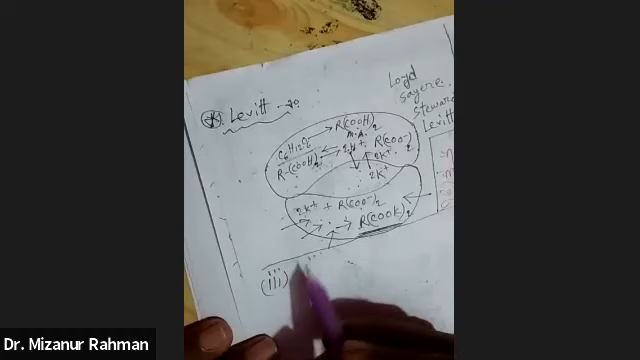 Levitt →
Loyd
Sayere
Steward
Levitt
C6H12O6 → R(COOH)2
M.A.
R-(COOH)2 ⇌ 2H+ R(COO-)2
2K+
2K+
2K+ + R(COO-)2
→ R(COOK)2
(iii)
Dr. Mizanur Rahman